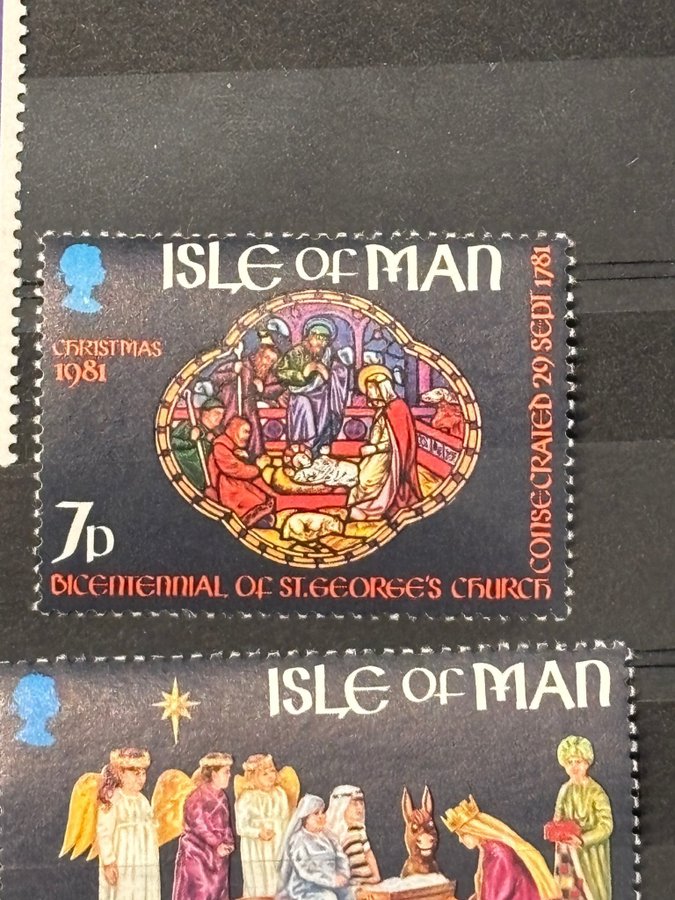 ISLE OF MAN
CHRISTMAS
1981
CONSECRATED 29 SEPT 1781
7p
BICENTENNIAL OF ST. GEORGE'S CHURCH
ISLE OF MAN